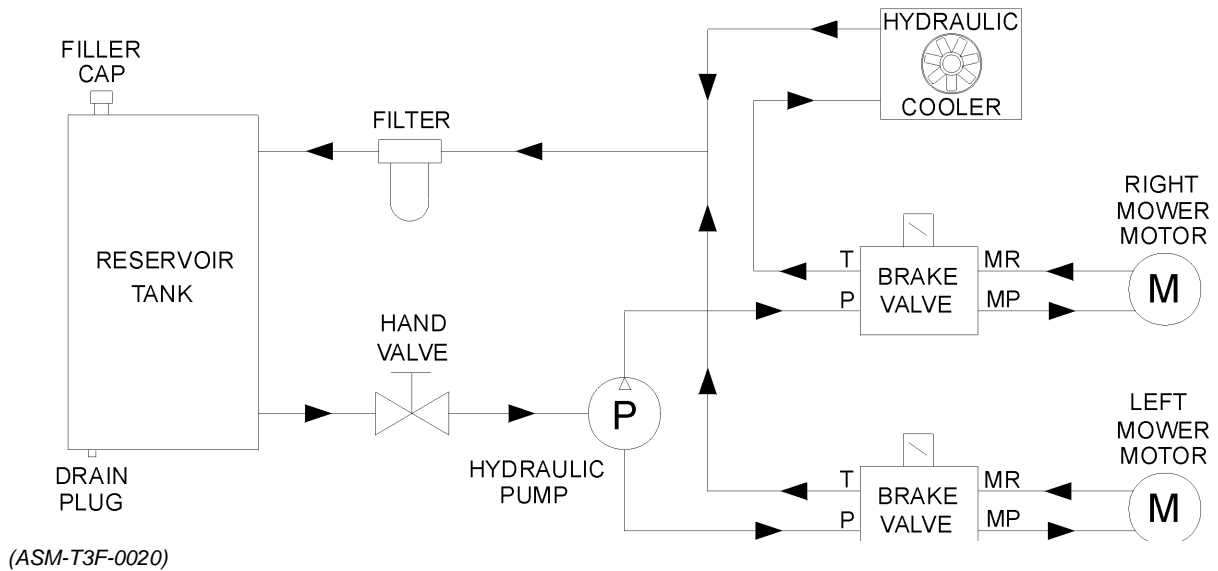 HYDRAULIC
COOLER
FILLER
CAP
FILTER
RIGHT
MOWER
MOTOR
RESERVOIR
TANK
T
BRAKE
VALVE
MR
P
MP
M
HAND
VALVE
P
HYDRAULIC
PUMP
LEFT
MOWER
MOTOR
T
BRAKE
VALVE
MR
P
MP
M
DRAIN
PLUG
(ASM-T3F-0020)